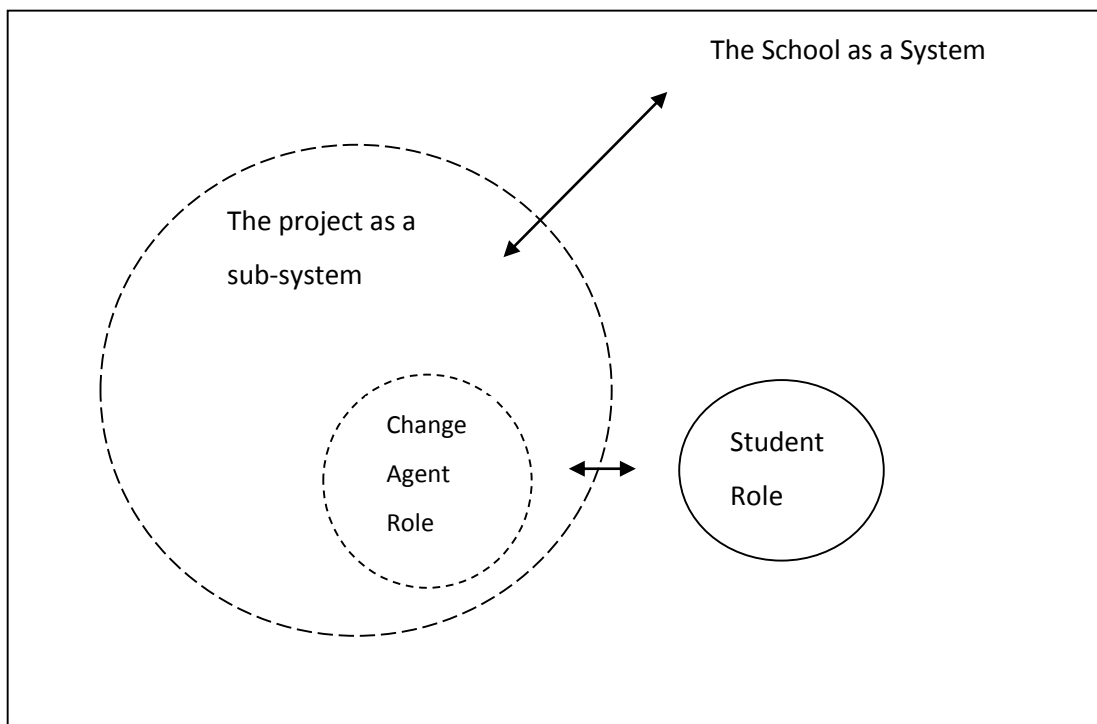 The School as a System
The project as a
sub-system
Change
Agent
Role
Student
Role